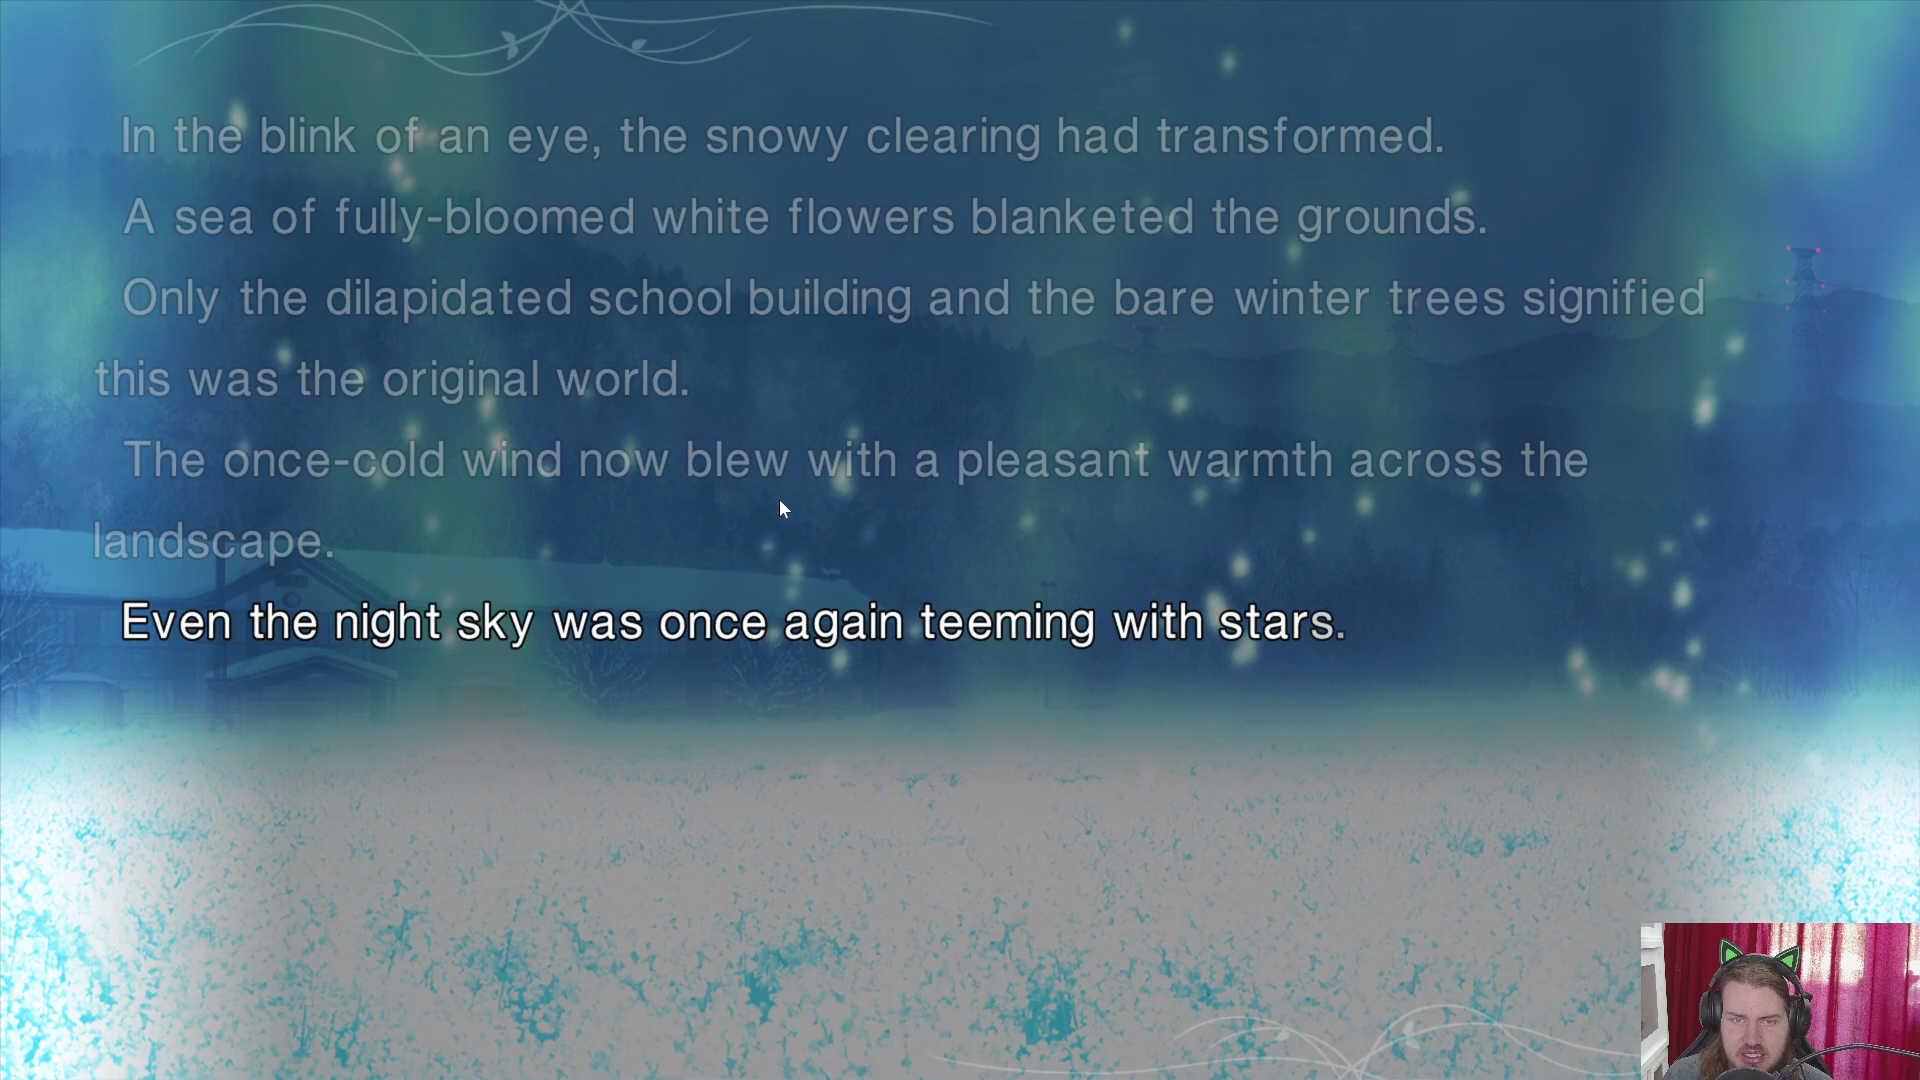 In the blink of an eye, the snowy clearing had transformed.
A sea of fully-bloomed white flowers blanketed the grounds.
Only the dilapidated school building and the bare winter trees signified
this was the original world.
The once-cold wind now blew with a pleasant warmth across the
landscape.
Even the night sky was once again teeming with stars.